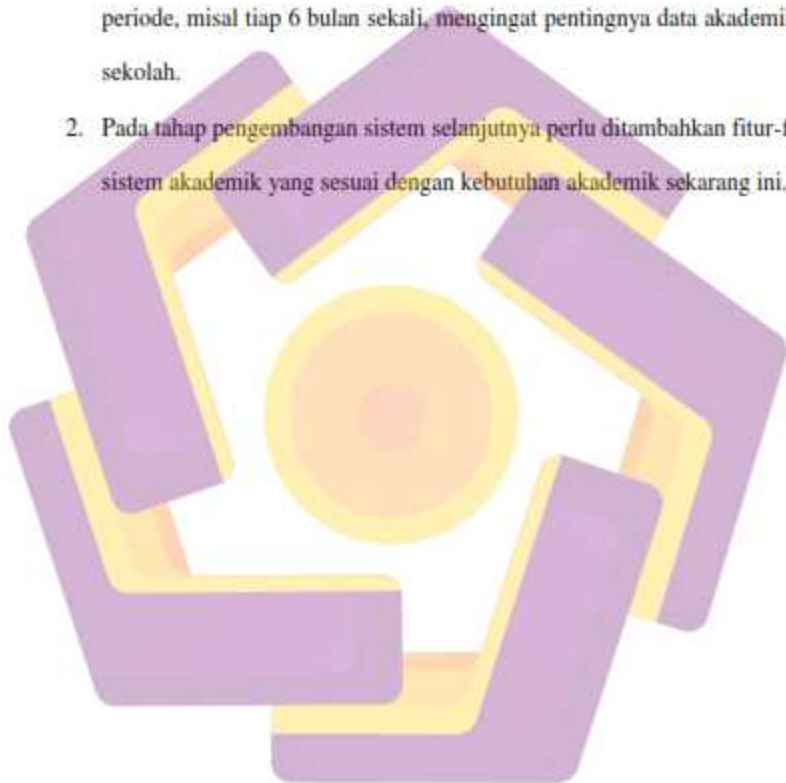 periode, misal tiap 6 bulan sekali, mengingat pentingnya data akademi
sekolah.
2. Pada tahap pengembangan sistem selanjutnya perlu ditambahkan fitur-f
sistem akademik yang sesuai dengan kebutuhan akademik sekarang ini.